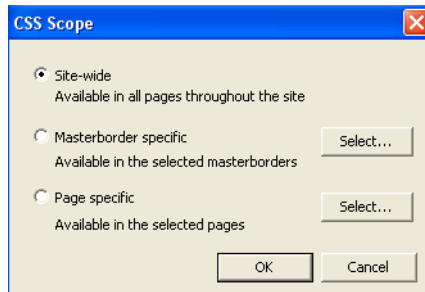 CSS Scope
Site-wide
Available in all pages throughout the site
Masterborder specific
Select...
Available in the selected masterborders
Page specific
Select...
Available in the selected pages
OK
Cancel